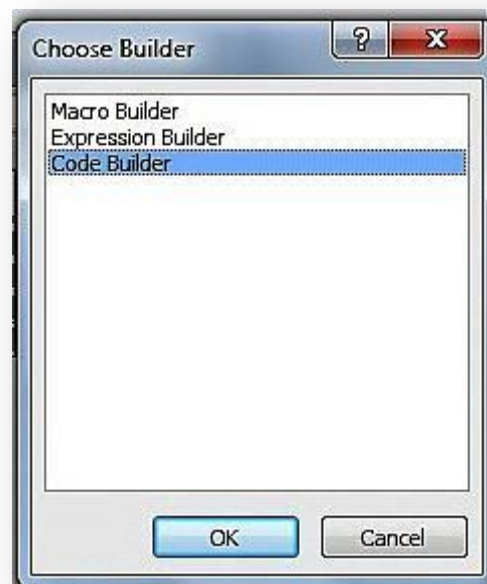 Choose Builder
?
X
Macro Builder
Expression Builder
Code Builder
OK
Cancel